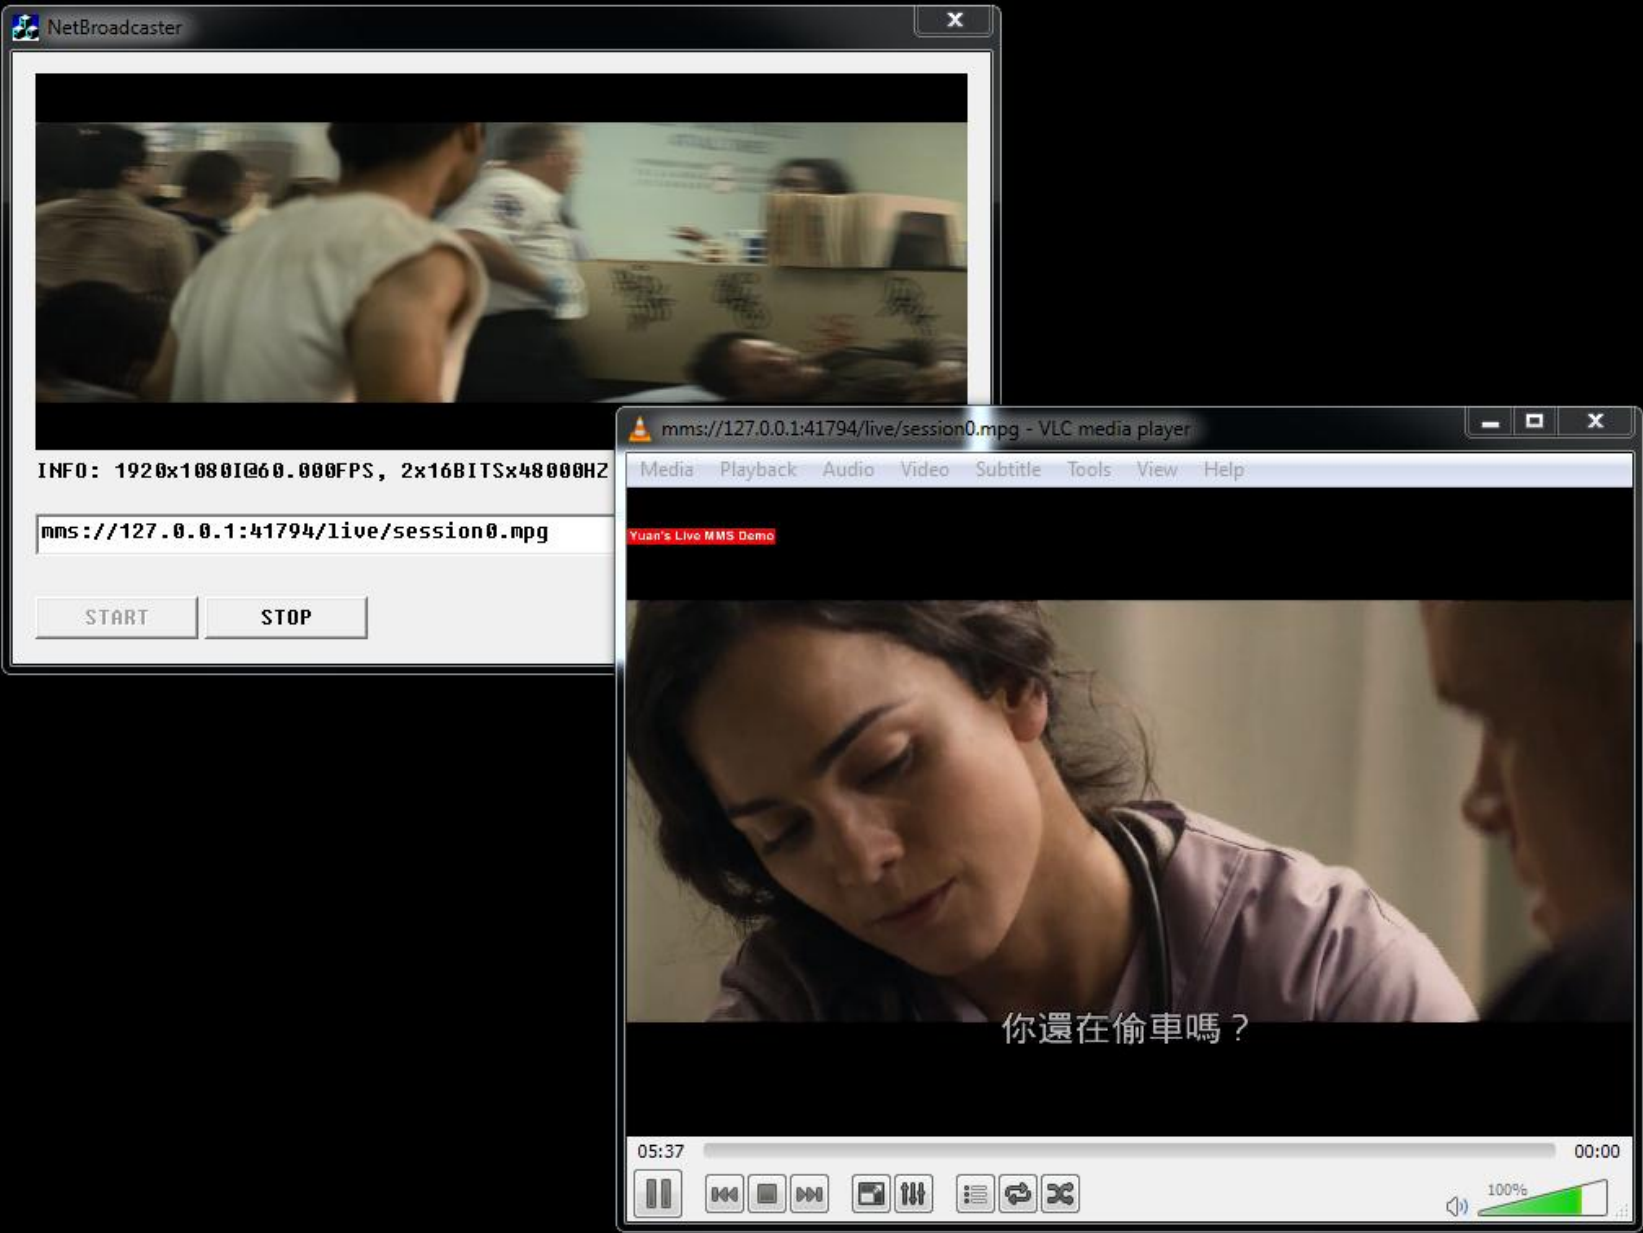 NetBroadcaster
INFO: 1920x1080I@60.000FPS, 2x16BITSx48000HZ
mms://127.0.0.1:41794/live/session0.mpg
START
STOP
mms://127.0.0.1:41794/live/session0.mpg - VLC media player
Media Playback Audio Video Subtitle Tools View Help
Yuan's Live MMS Demo
你還在偷車嗎？
05:37
00:00
100%